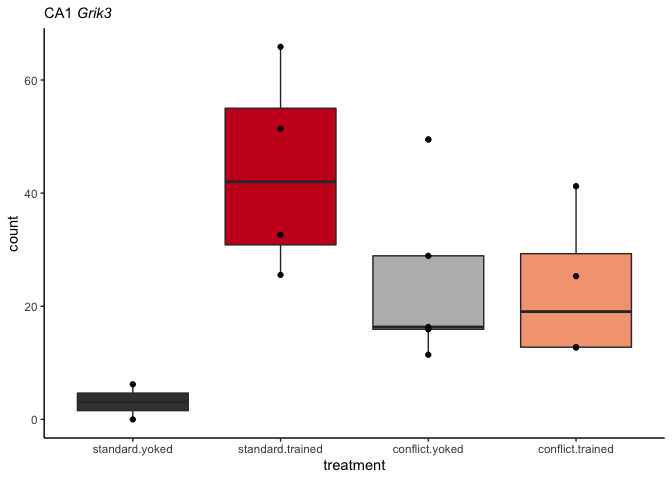 CA1 Grik3
60
40
20
0
count
standard.yoked standard.trained conflict.yoked conflict.trained
treatment